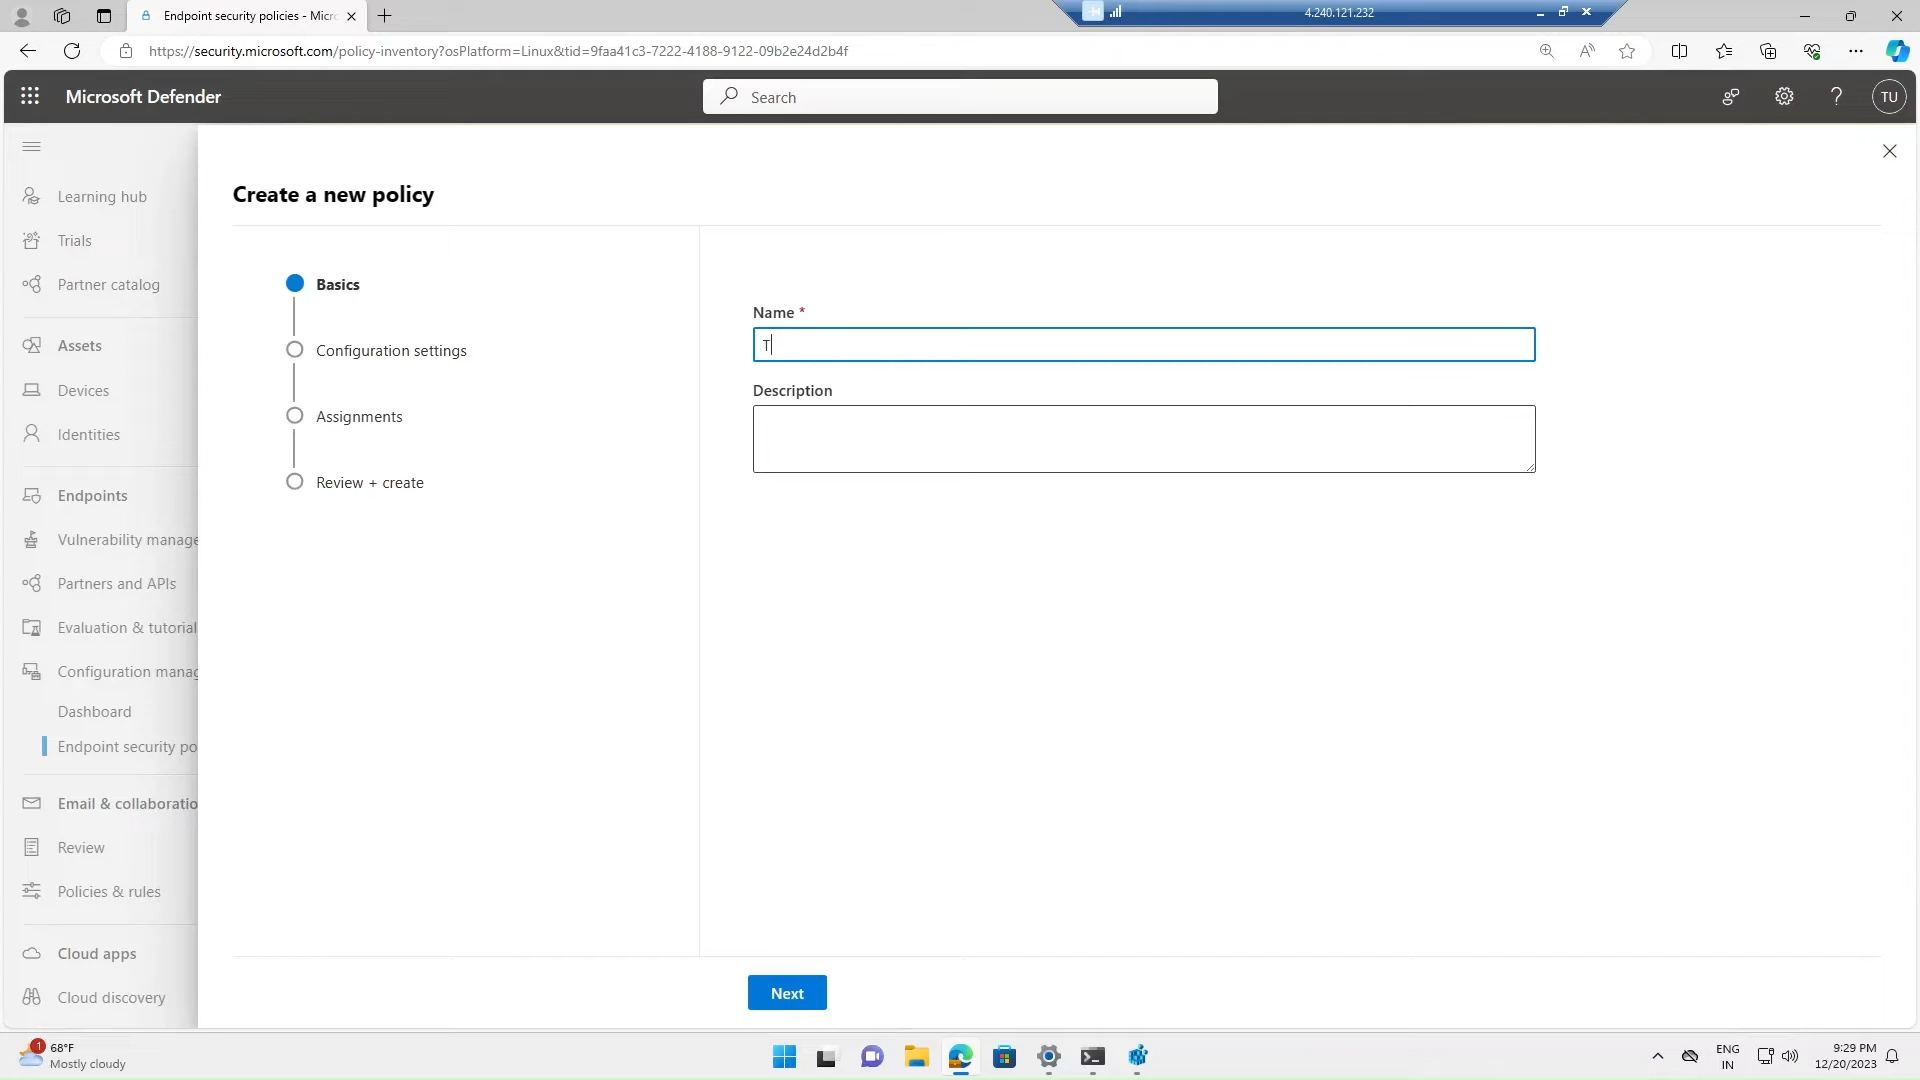 Endpoint security policies - Micr
4.240.121.232
https://security.microsoft.com/policy-inventory?osPlatform=Linux&tid=9faa41c3-7222-4188-9122-09b2e24d2b4f
Microsoft Defender
Search
TU
Learning hub
Trials
Partner catalog
Assets
Devices
Identities
Endpoints
Vulnerability manage
Partners and APIs
Evaluation & tutorial
Configuration manag
Dashboard
Endpoint security po
Email & collaboratio
Review
Policies & rules
Cloud apps
Cloud discovery
Create a new policy
Basics
Configuration settings
Assignments
Review + create
Name *
T
Description
Next
1
68°F
Mostly cloudy
ENG
IN
9:29 PM
12/20/2023